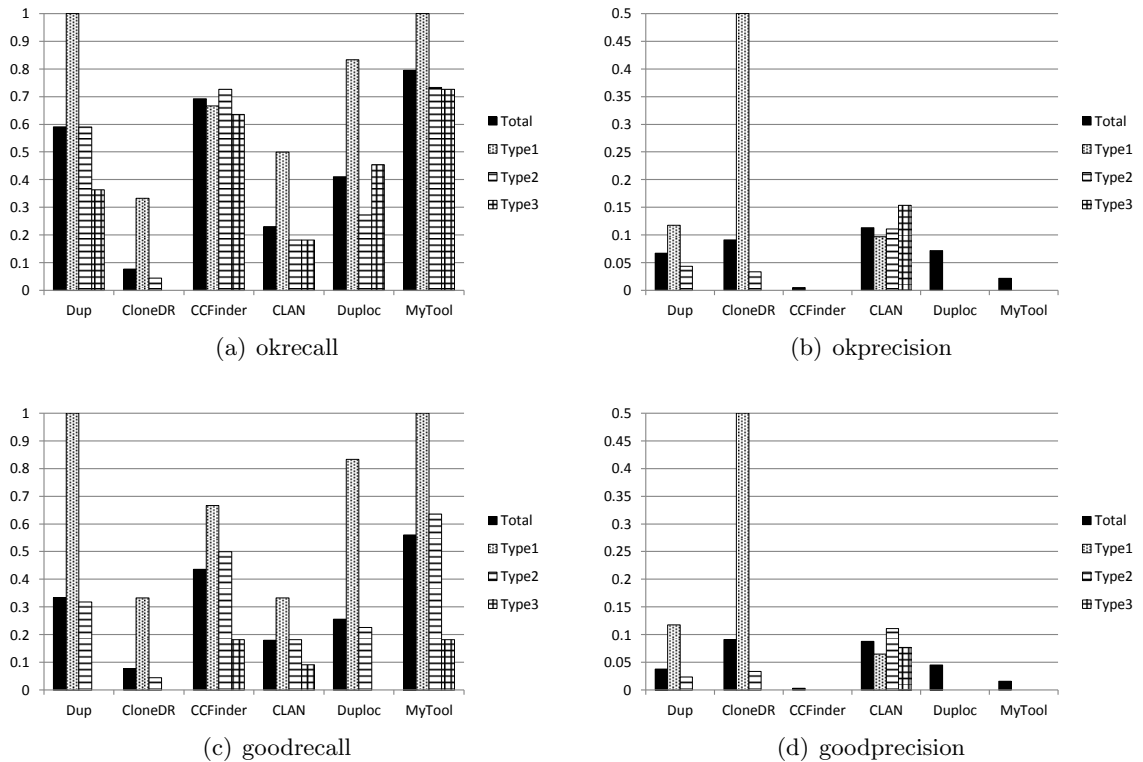 1
0.9
0.8
0.7
0.6
0.5
0.4
0.3
0.2
0.1
0
Dup CloneDR CCFinder CLAN Duploc MyTool
Total
Type1
Type2
Type3
(a) okrecall
0.5
0.45
0.4
0.35
0.3
0.25
0.2
0.15
0.1
0.05
0
Dup CloneDR CCFinder CLAN Duploc MyTool
Total
Type1
Type2
Type3
(b) okprecision
1
0.9
0.8
0.7
0.6
0.5
0.4
0.3
0.2
0.1
0
Dup CloneDR CCFinder CLAN Duploc MyTool
Total
Type1
Type2
Type3
(c) goodrecall
0.5
0.45
0.4
0.35
0.3
0.25
0.2
0.15
0.1
0.05
0
Dup CloneDR CCFinder CLAN Duploc MyTool
Total
Type1
Type2
Type3
(d) goodprecision